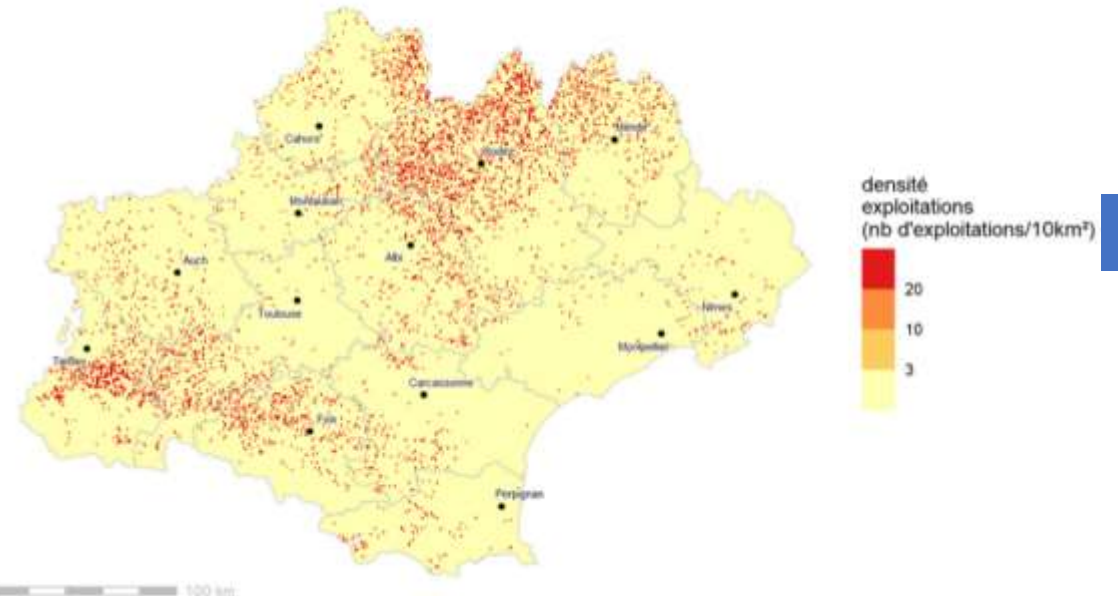 Cahors
Mende
Rodez
Montauban
Albi
Auch
Toulouse
Nîmes
Montpellier
Tarbes
Carcassonne
Foix
Perpignan
densité
exploitations
(nb d'exploitations/10km²)
20
10
3
100 km